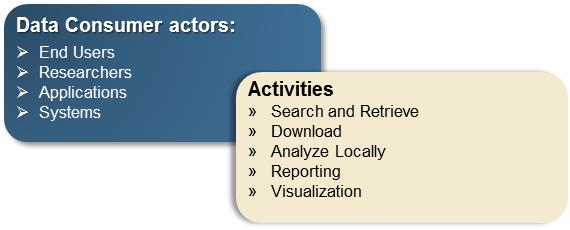 Data Consumer actors:
➢ End Users
➢ Researchers
➢ Applications
➢ Systems
Activities
» Search and Retrieve
» Download
» Analyze Locally
» Reporting
» Visualization